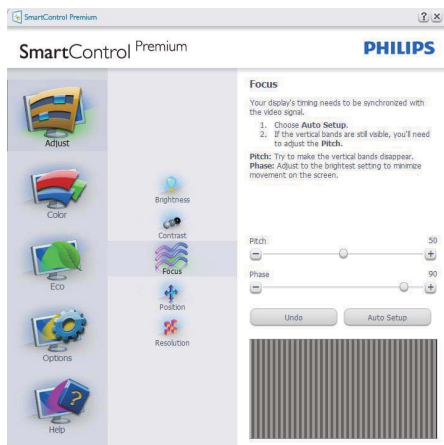 SmartControl Premium
? ×
SmartControl Premium
PHILIPS
Adjust
Color
Eco
Options
Help
Brightness
Contrast
Focus
Position
Resolution
Focus
Your display's timing needs to be synchronized with
the video signal.
1. Choose Auto Setup.
2. If the vertical bands are still visible, you'll need
to adjust the Pitch.
Pitch: Try to make the vertical bands disappear.
Phase: Adjust to the brightest setting to minimize
movement on the screen.
Pitch 50
Phase 90
Undo Auto Setup